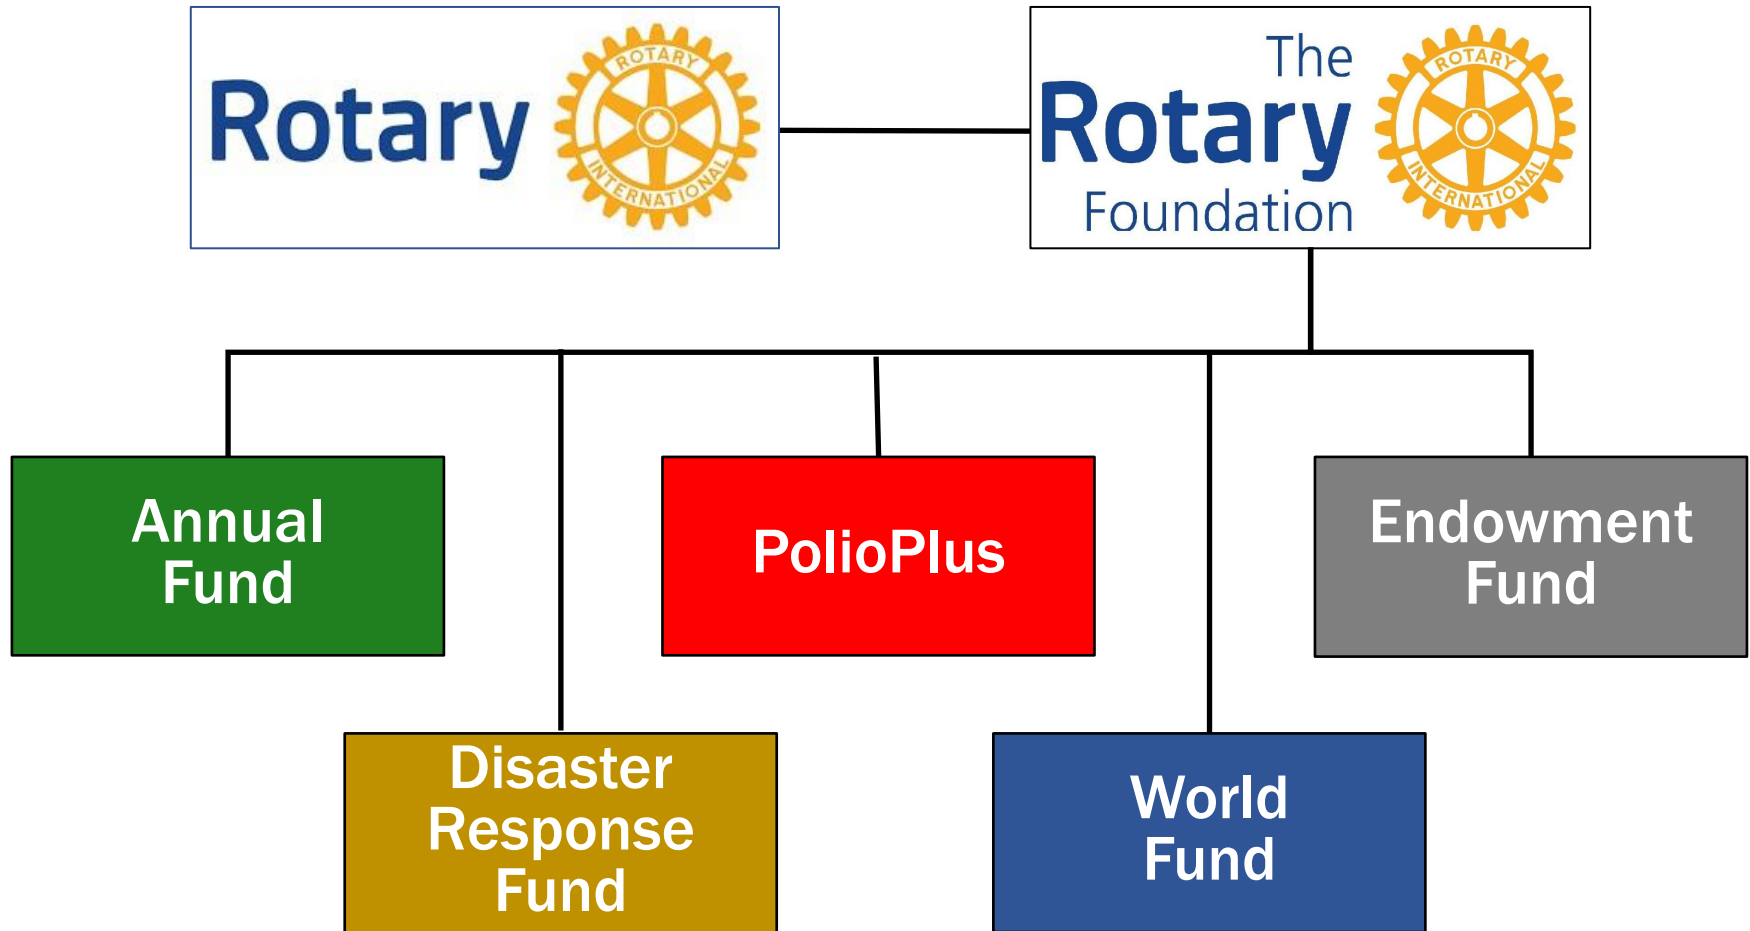 Rotary
ROTARY
INTERNATIONAL
The
Rotary
Foundation
ROTARY
INTERNATIONAL
Annual
Fund
PolioPlus
Endowment
Fund
Disaster
Response
Fund
World
Fund